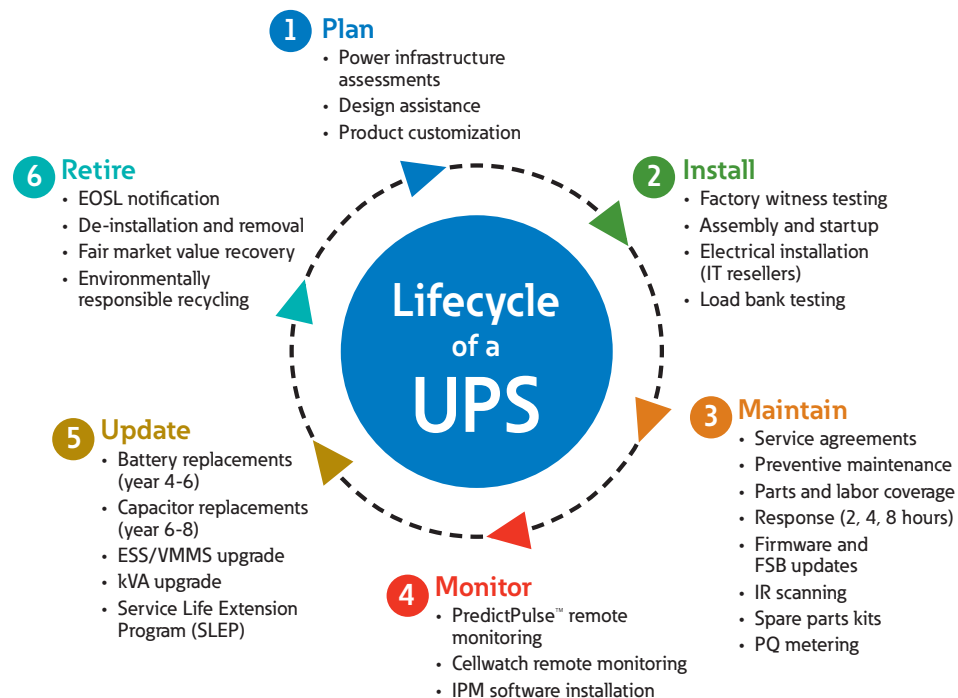 1 Plan
• Power infrastructure
assessments
• Design assistance
• Product customization
2 Install
• Factory witness testing
• Assembly and startup
• Electrical installation
(IT resellers)
• Load bank testing
3 Maintain
• Service agreements
• Preventive maintenance
• Parts and labor coverage
• Response (2, 4, 8 hours)
• Firmware and
FSB updates
• IR scanning
• Spare parts kits
• PQ metering
4 Monitor
• PredictPulse™ remote
monitoring
• Cellwatch remote monitoring
• IPM software installation
5 Update
• Battery replacements
(year 4-6)
• Capacitor replacements
(year 6-8)
• ESS/VMMS upgrade
• kVA upgrade
• Service Life Extension
Program (SLEP)
6 Retire
• EOSL notification
• De-installation and removal
• Fair market value recovery
• Environmentally
responsible recycling
Lifecycle
of a
UPS